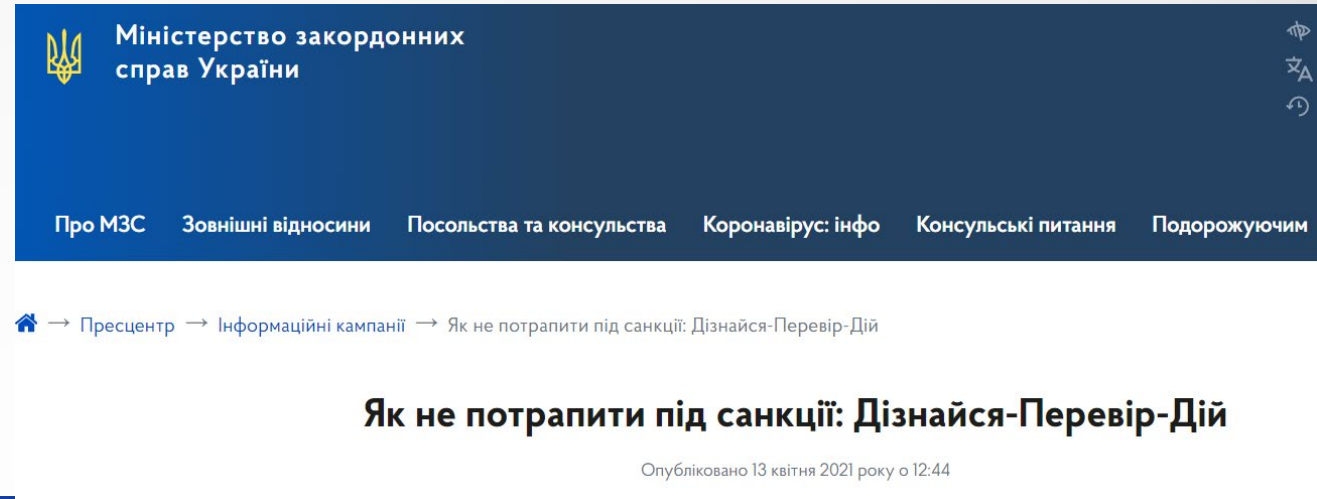 Міністерство закордонних
справ України
Про МЗС Зовнішні відносини Посольства та консульства Коронавірус: інфо Консульські питання Подорожуючим
→ Пресцентр → Інформаційні кампанії → Як не потрапити під санкції: Дізнайся-Перевір-Дій
Як не потрапити під санкції: Дізнайся-Перевір-Дій
Опубліковано 13 квітня 2021 року о 12:44